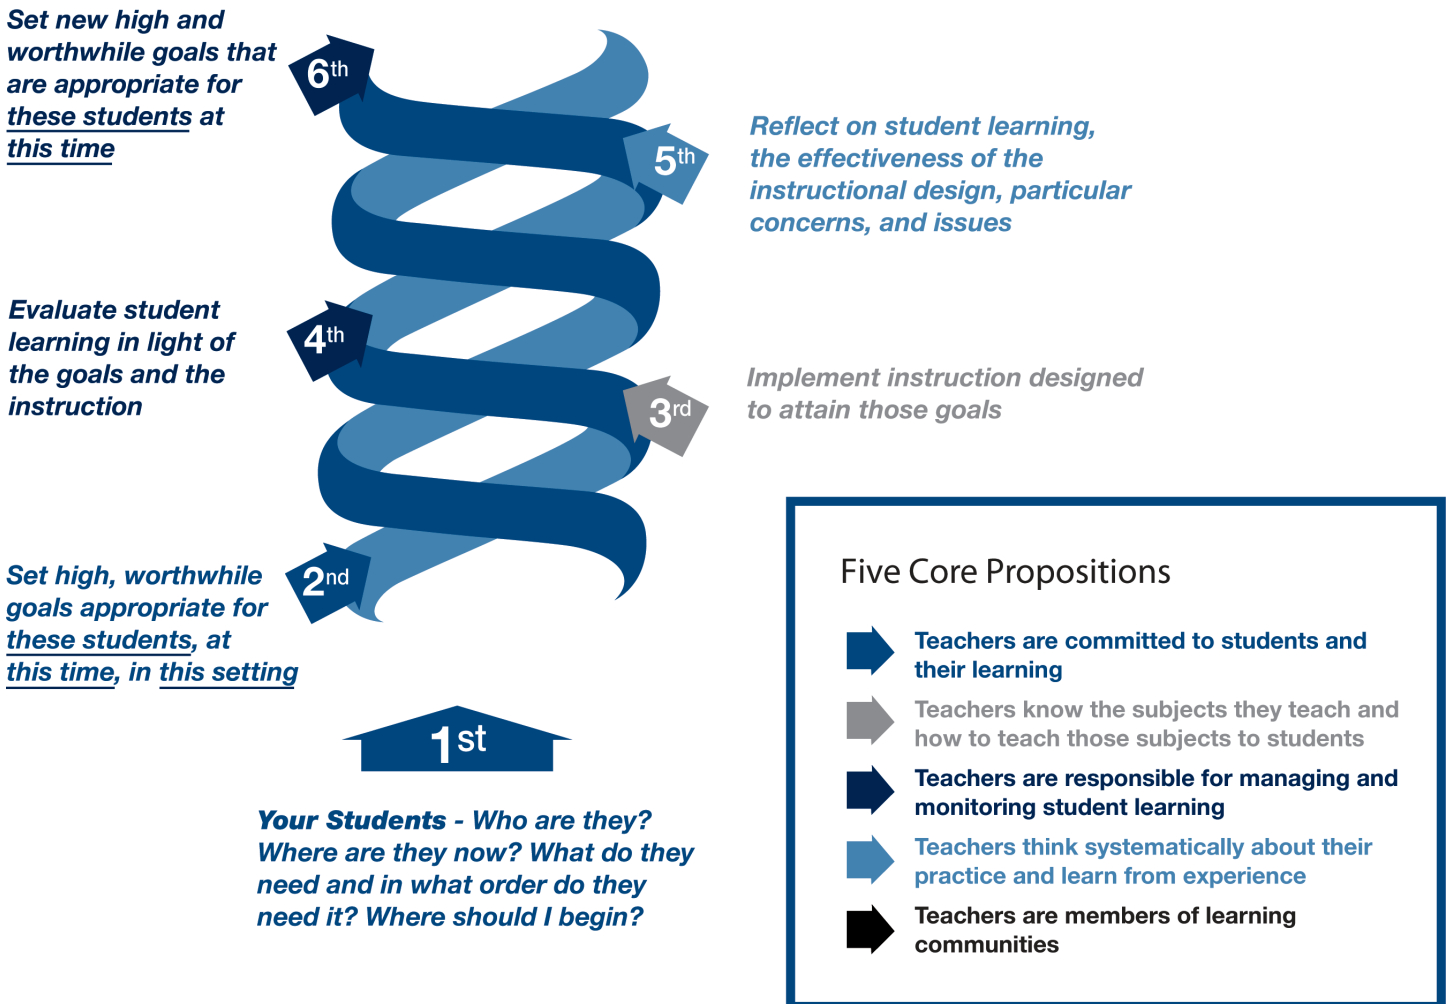 Set new high and
worthwhile goals that
are appropriate for
these students at
this time
6th
5th
Reflect on student learning,
the effectiveness of the
instructional design, particular
concerns, and issues
Evaluate student
learning in light of
the goals and the
instruction
4th
3rd
Implement instruction designed
to attain those goals
Set high, worthwhile
goals appropriate for
these students, at
this time, in this setting
2nd
1st
Your Students - Who are they?
Where are they now? What do they
need and in what order do they
need it? Where should I begin?
Five Core Propositions
Teachers are committed to students and
their learning
Teachers know the subjects they teach and
how to teach those subjects to students
Teachers are responsible for managing and
monitoring student learning
Teachers think systematically about their
practice and learn from experience
Teachers are members of learning
communities